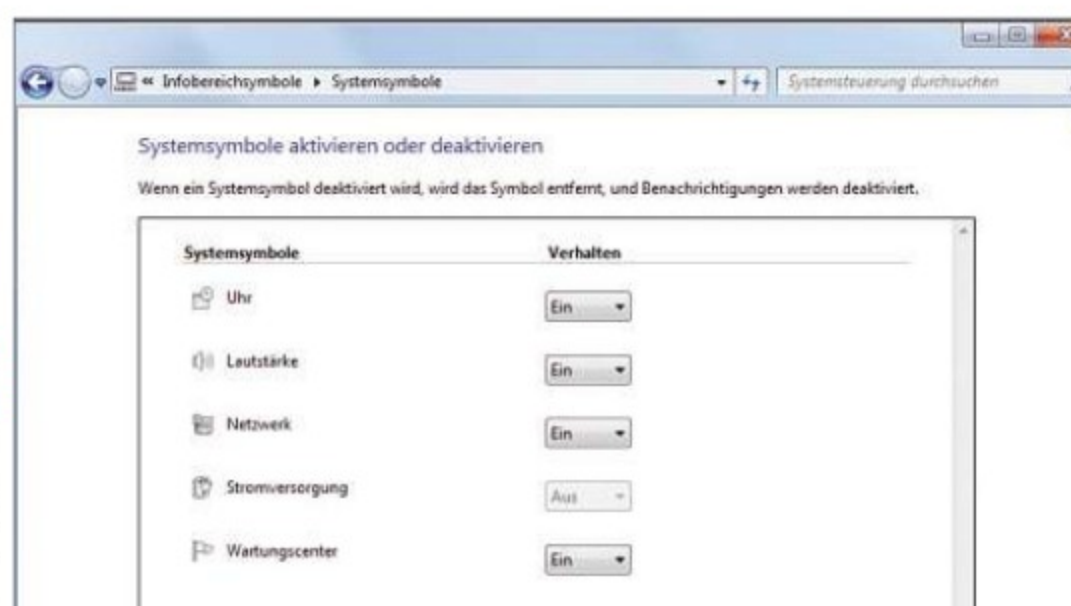 « Infobereichsymbole ▸ Systemsymbole
Systemsteuerung durchsuchen
Systemsymbole aktivieren oder deaktivieren
Wenn ein Systemsymbol deaktiviert wird, wird das Symbol entfernt, und Benachrichtigungen werden deaktiviert.
Systemsymbole Verhalten
Uhr Ein
Lautstärke Ein
Netzwerk Ein
Stromversorgung Aus
Wartungscenter Ein